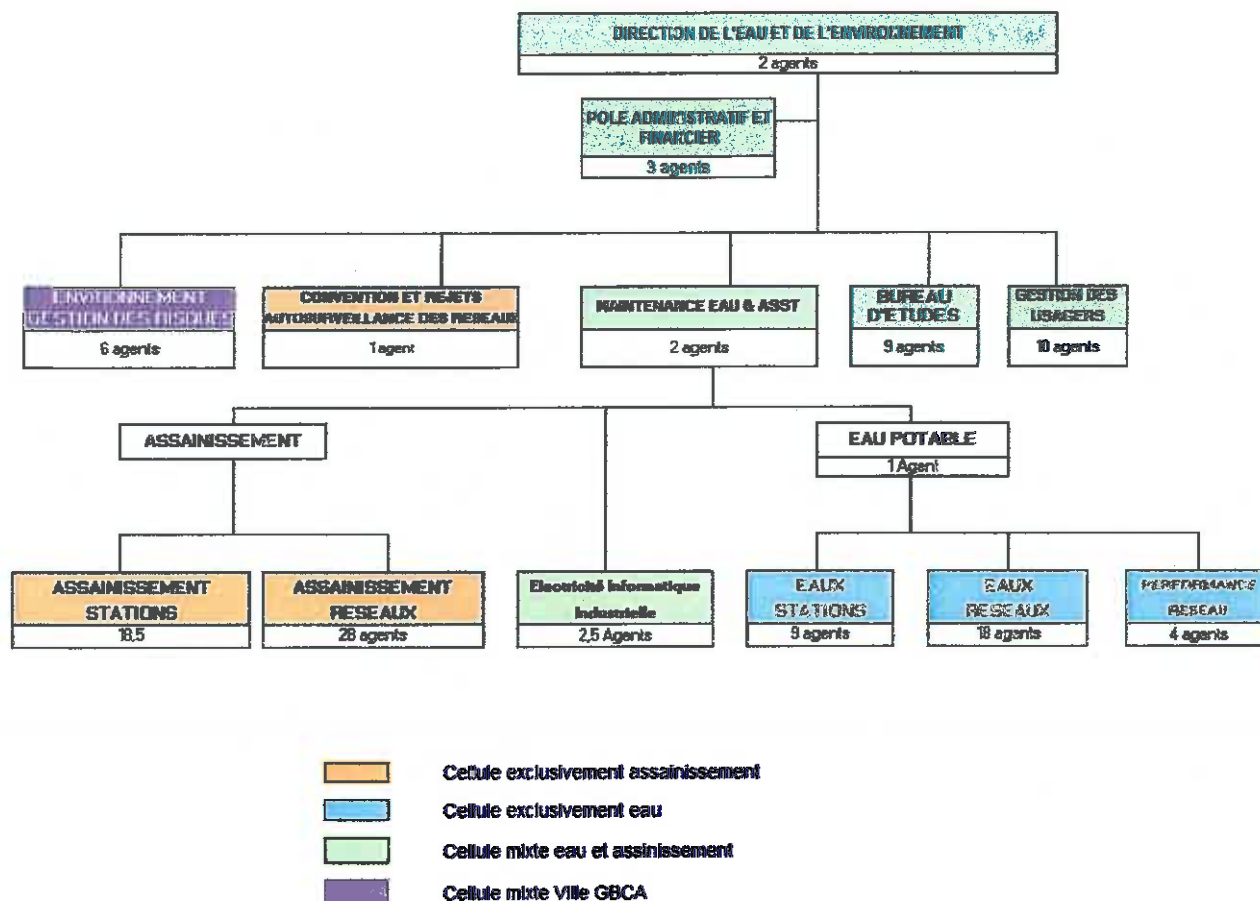 DIRECTION DE L'EAU ET DE L'ENVIROCNEMENT
2 agents
POLE ADMINISTRATIF ET
FINANCIER
3 agents
ENVITIONNEMENT
GESTION DES RISQUES
6 agents
CONVENTION ET REJETS
AUTOSURVEILLANCE DES RESEAUX
1 agent
MAINTENANCE EAU & ASST
2 agents
BUREAU
D'ETUDES
9 agents
GESTION DES
USAGERS
10 agents
ASSAINISSEMENT
EAU POTABLE
1 Agent
ASSAINISSEMENT
STATIONS
18,5
ASSAINISSEMENT
RESEAUX
28 agents
Electricité Informatique
Industrielle
2,5 Agents
EAUX
STATIONS
9 agents
EAUX
RESEAUX
18 agents
PERFORMANCE
RESEAU
4 agents
Cellule exclusivement assainissement
Cellule exclusivement eau
Cellule mixte eau et assinissement
Cellule mixte Ville GBCA